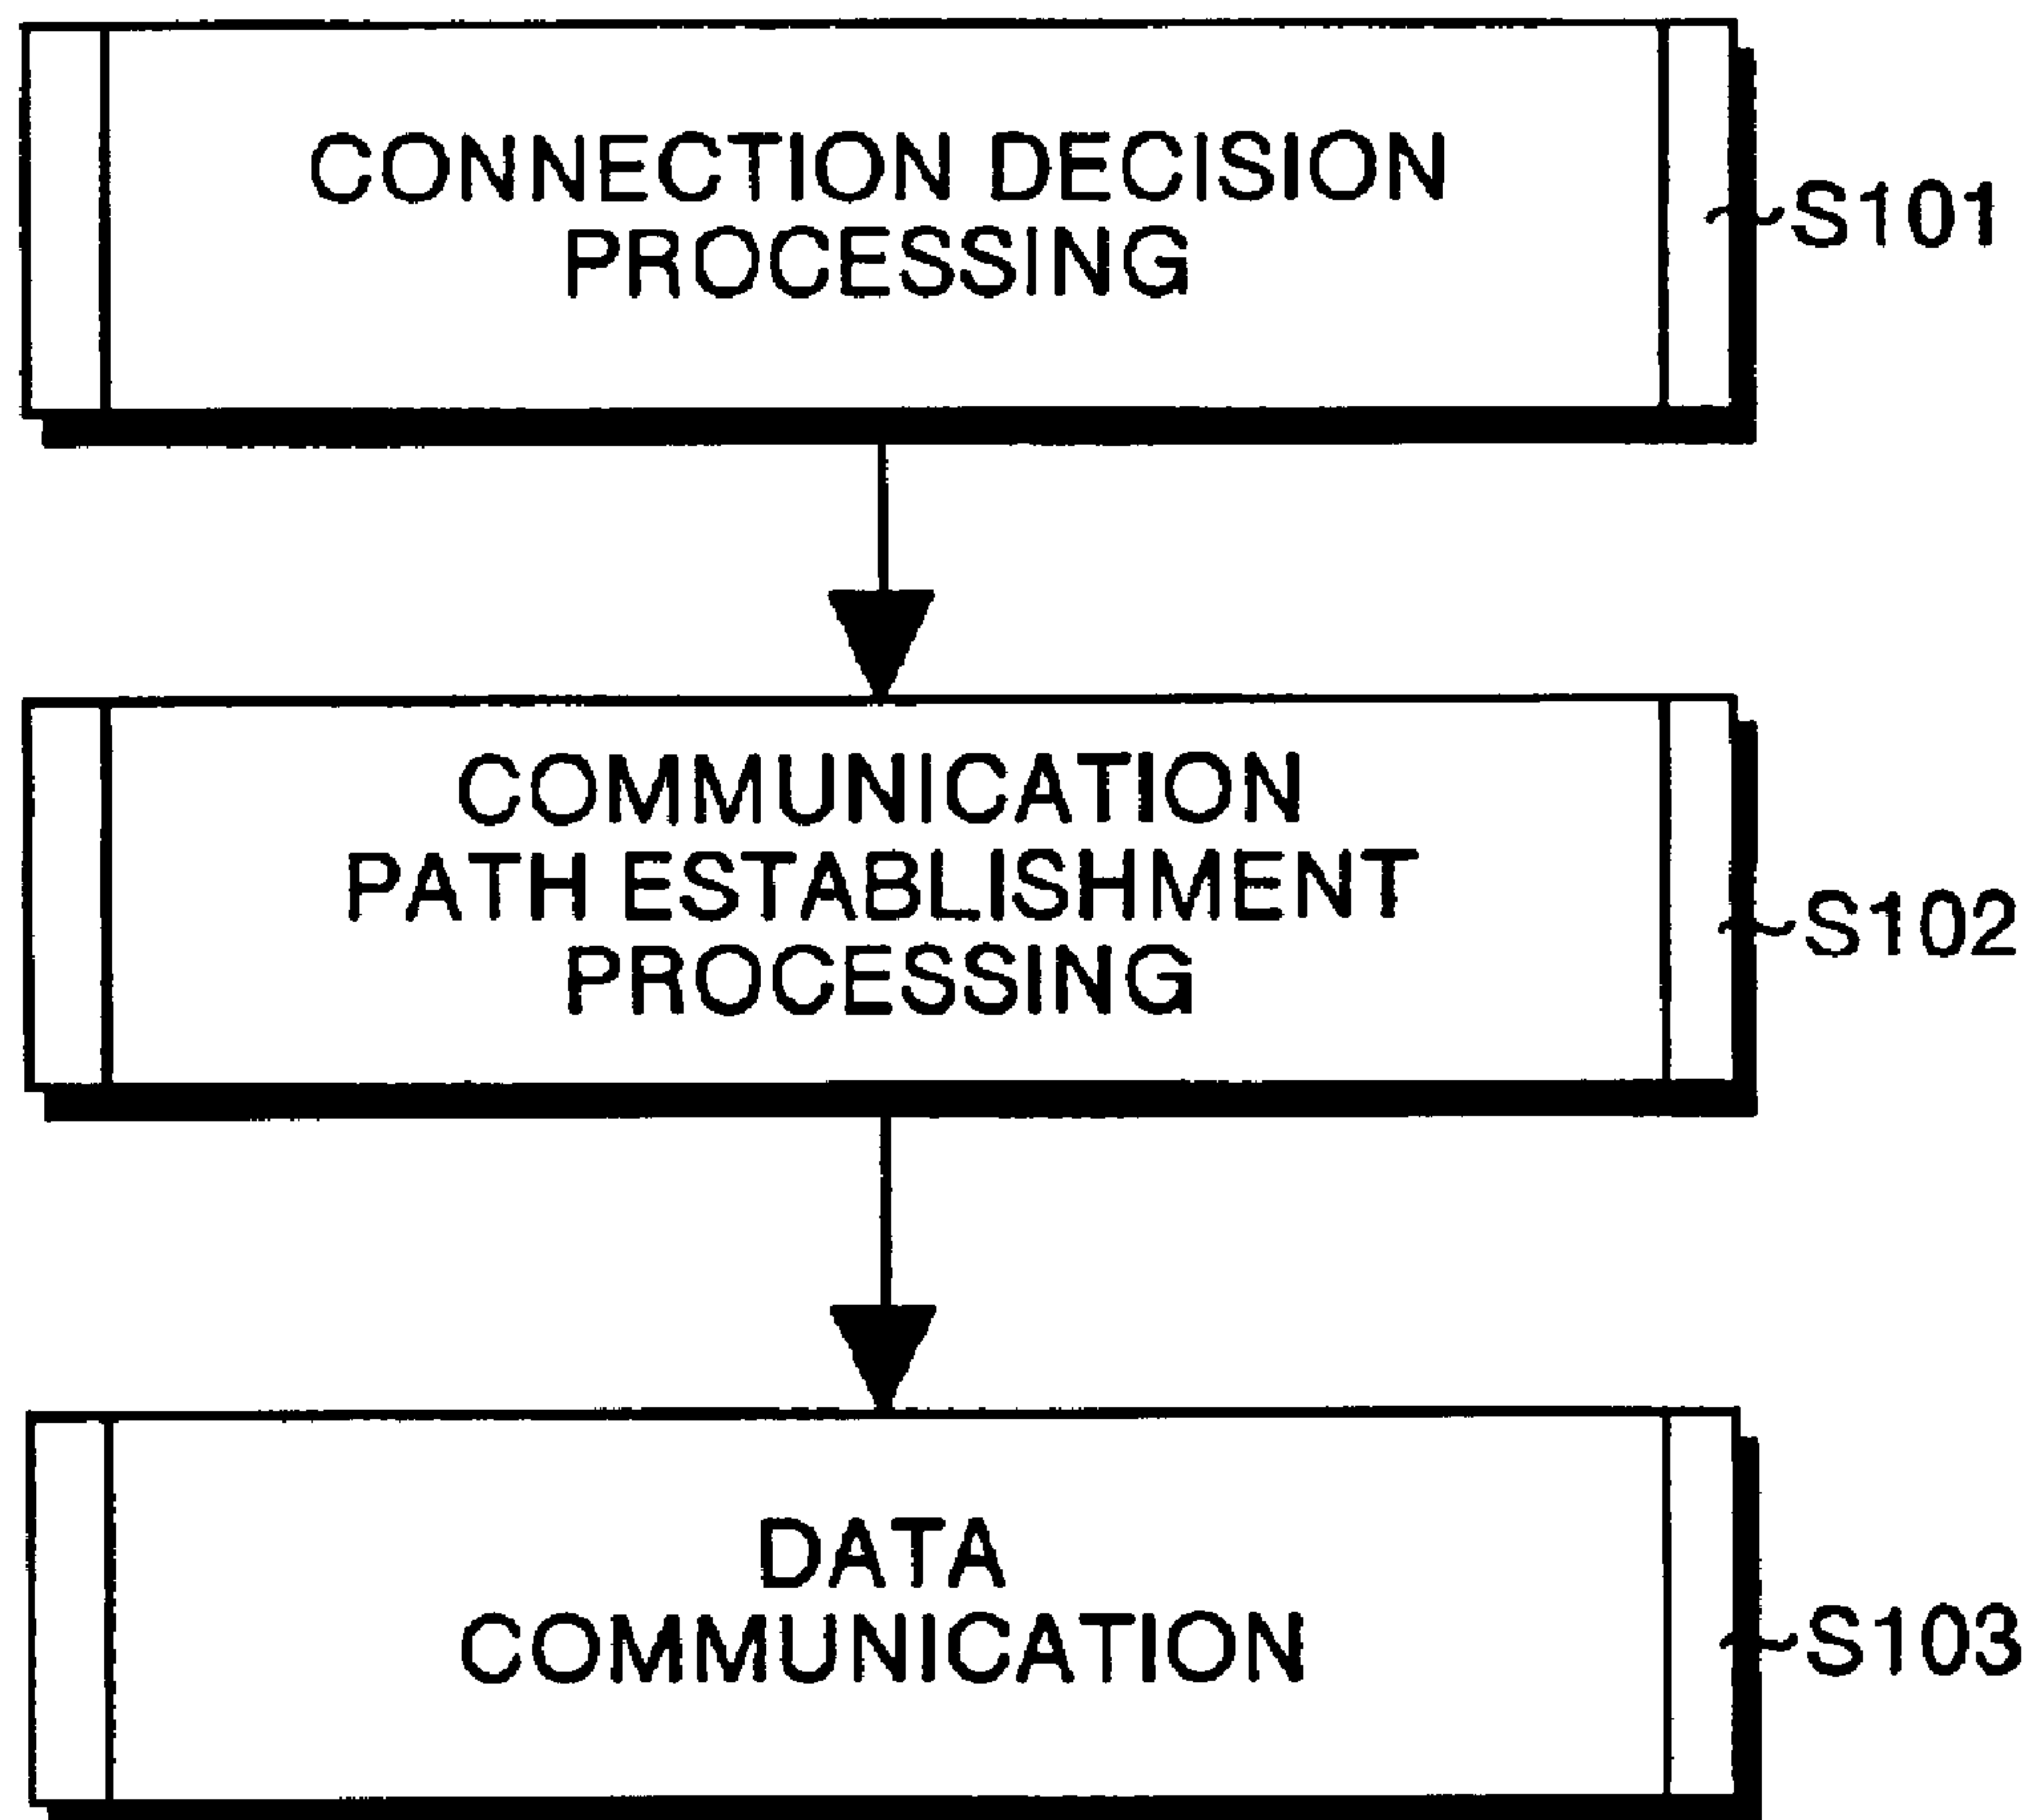 CONNECTION DECISION
PROCESSING
S101
COMMUNICATION
PATH ESTABLISHMENT
PROCESSING
S102
DATA
COMMUNICATION
S103